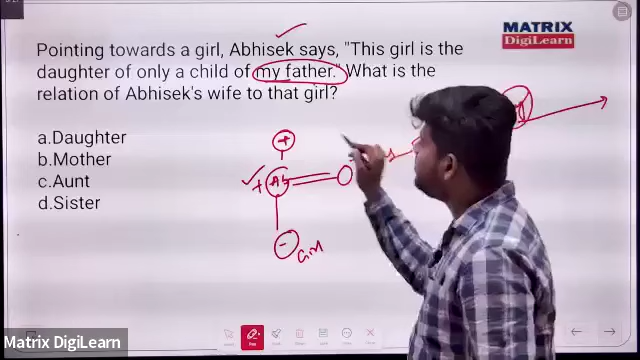 MATRIX
DigiLearn
Pointing towards a girl, Abhisek says, "This girl is the
daughter of only a child of my father." What is the
relation of Abhisek's wife to that girl?
a.Daughter
b.Mother
c.Aunt
d.Sister
+
+ Ab
-
Girl
Matrix DigiLearn